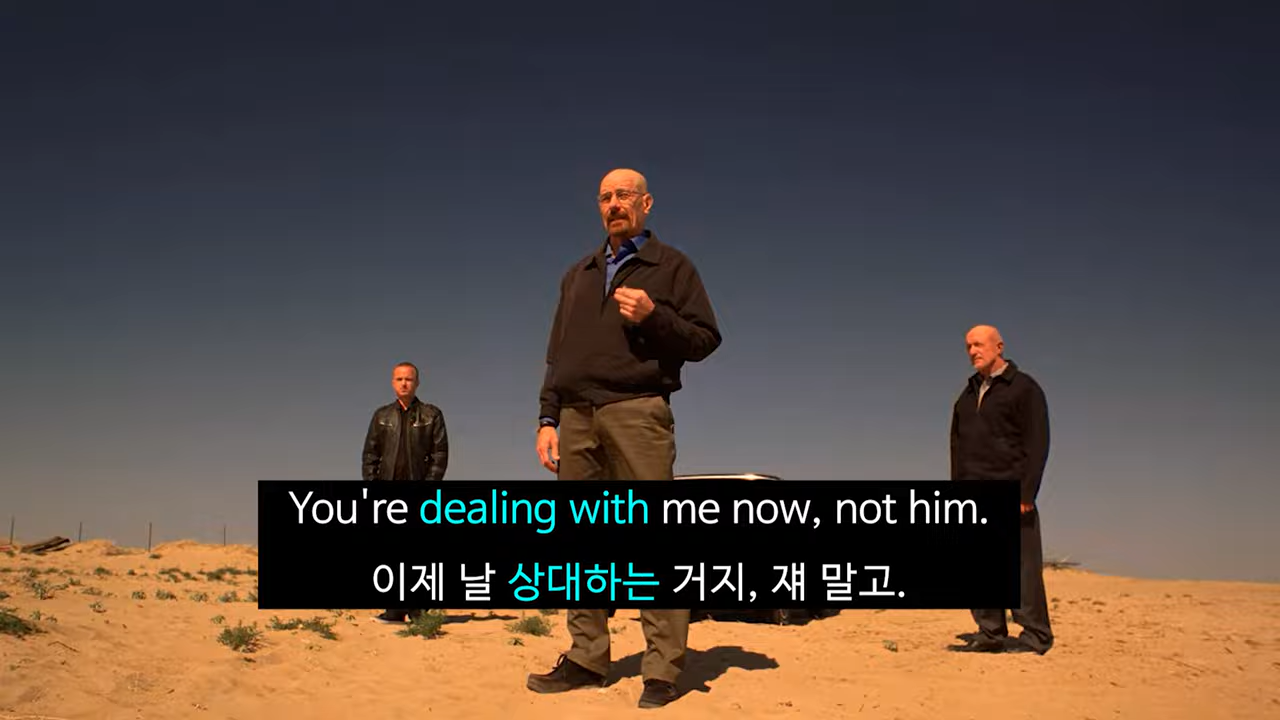 You're dealing with me now, not him.
이제 날 상대하는 거지, 쟤 말고.